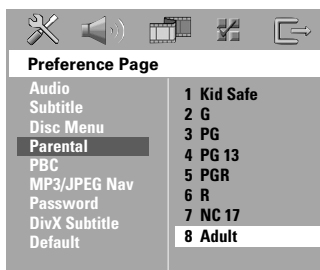 Preference Page
Audio
Subtitle
Disc Menu
Parental
PBC
MP3/JPEG Nav
Password
DivX Subtitle
Default
1 Kid Safe
2 G
3 PG
4 PG 13
5 PGR
6 R
7 NC 17
8 Adult